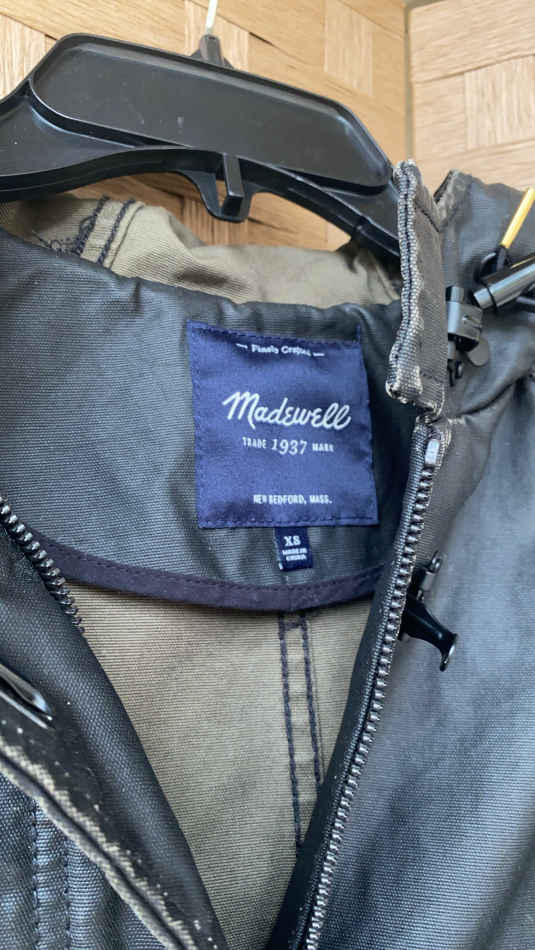 — Finely Crafted —
Madewell
TRADE 1937 MARK
NEW BEDFORD, MASS.
XS
MADE IN
CHINA